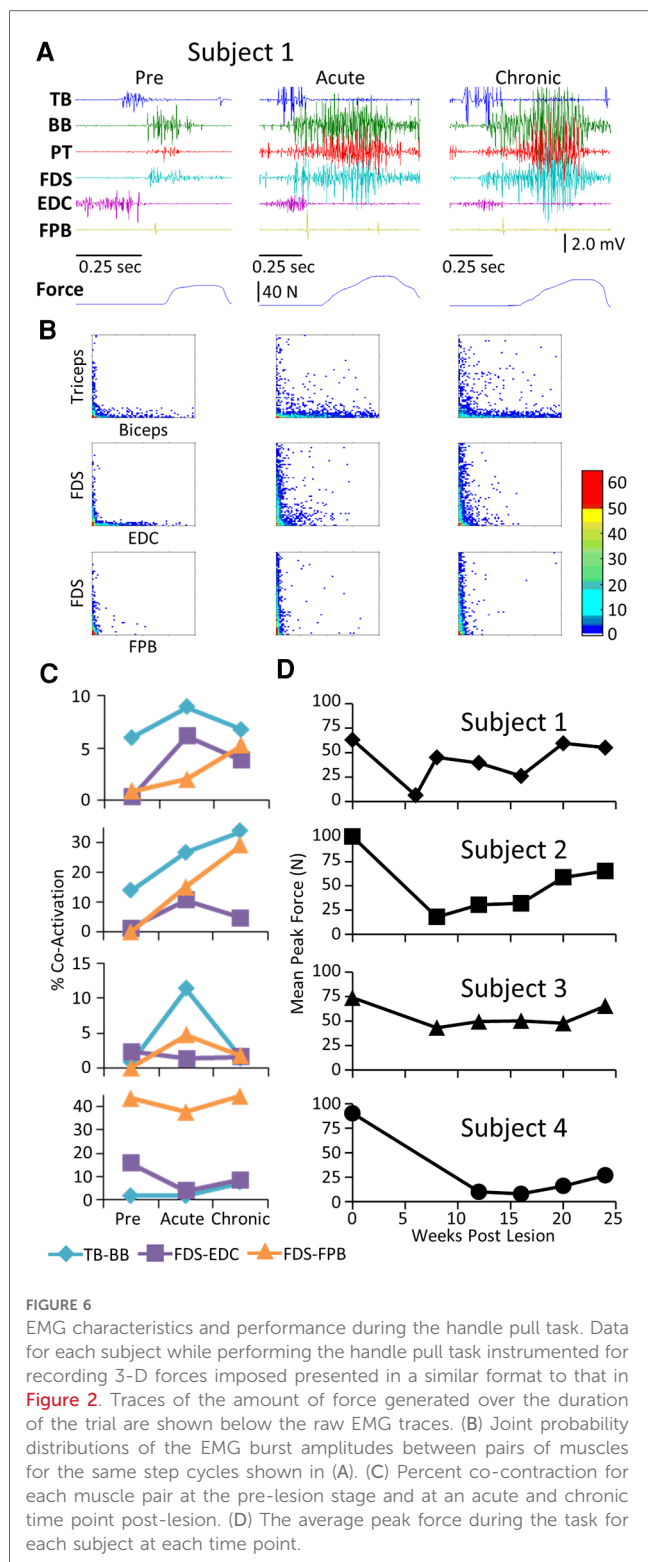 A
Subject 1
Pre Acute Chronic
TB
BB
PT
FDS
EDC
FPB
2.0 mV
0.25 sec 0.25 sec 0.25 sec
Force
40 N
B
Triceps
Biceps
FDS
EDC
FDS
FPB
60
50
40
30
20
10
0
C
% Co-Activation
10%
5
0
30
20
10
0
15
10
5
0
40
30
20
10
0
Pre Acute Chronic
TB-BB FDS-EDC FDS-FPB
D
Mean Peak Force (N)
Subject 1
100
75
50
25
0
Subject 2
100
75
50
25
0
Subject 3
100
75
50
25
0
Subject 4
100
75
50
25
0
0 5 10 15 20 25
Weeks Post Lesion
FIGURE 6
EMG characteristics and performance during the handle pull task. Data
for each subject while performing the handle pull task instrumented for
recording 3-D forces imposed presented in a similar format to that in
Figure 2. Traces of the amount of force generated over the duration
of the trial are shown below the raw EMG traces. (B) Joint probability
distributions of the EMG burst amplitudes between pairs of muscles
for the same step cycles shown in (A). (C) Percent co-contraction for
each muscle pair at the pre-lesion stage and at an acute and chronic
time point post-lesion. (D) The average peak force during the task for
each subject at each time point.